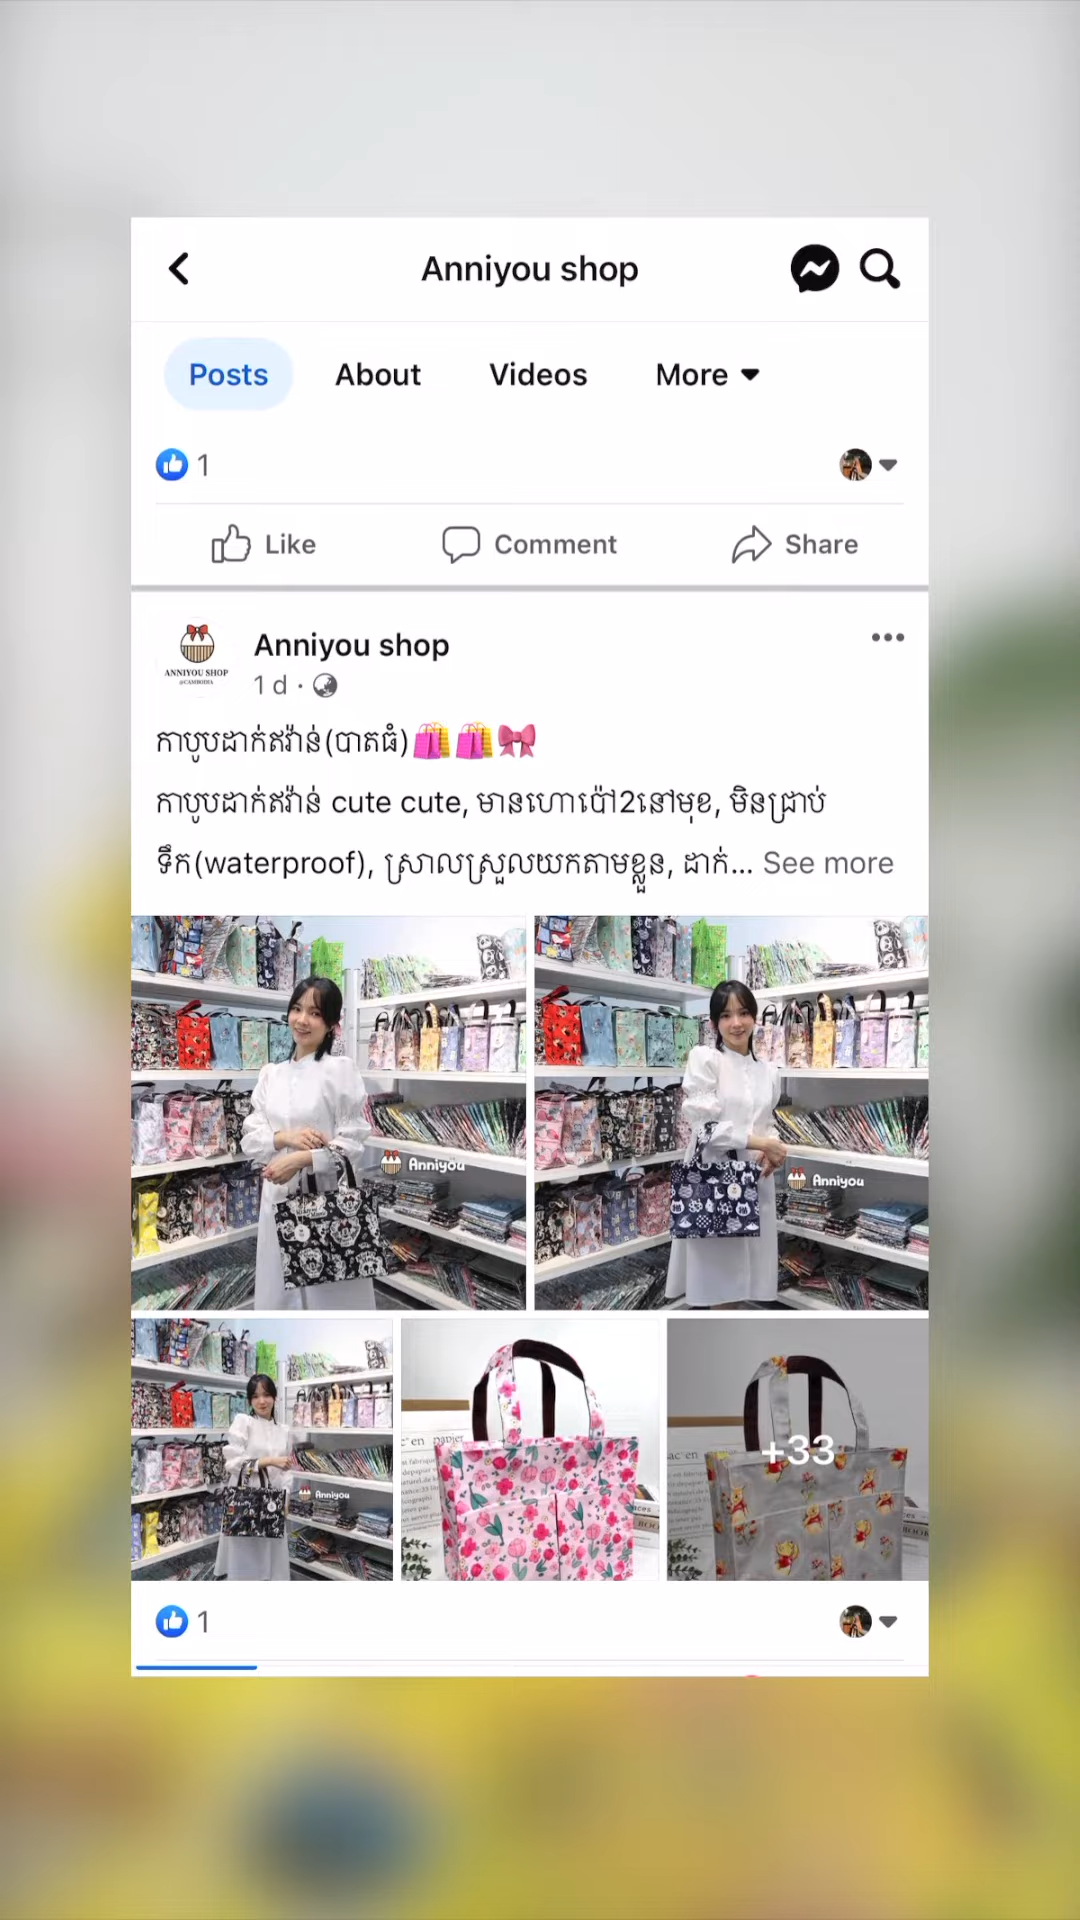 Anniyou shop
Posts About Videos More
1
Like Comment Share
Anniyou shop
ANNIYOU SHOP
@CAMBODIA
1 d ·
កាបូបដាក់ឥវ៉ាន់(បាតធំ)🛍️🛍️🎀
កាបូបដាក់ឥវ៉ាន់ cute cute, មានហោប៉ៅ2នៅមុខ, មិនជ្រាប
ទឹក(waterproof), ស្រាលស្រួលយកតាមខ្លួន, ដាក់... See more
Anniyou
Anniyou
Anniyou
+33
1